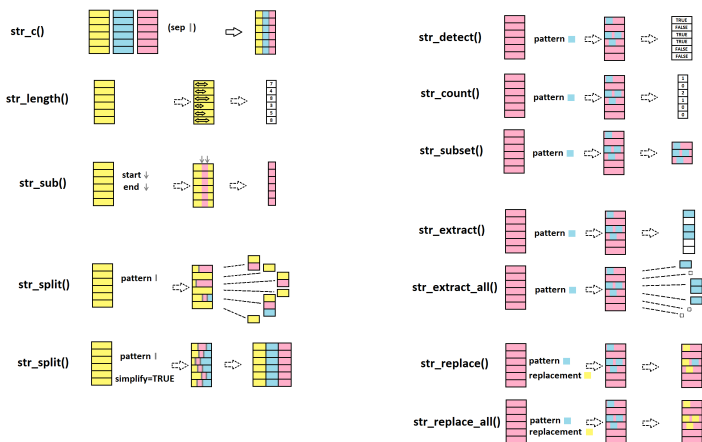 str_c()
(sep |)
str_length()
7
4
8
3
5
8
str_sub()
start ↓
end ↓
str_split()
pattern |
str_split()
pattern |
simplify=TRUE
str_detect()
pattern
TRUE
FALSE
TRUE
TRUE
FALSE
FALSE
str_count()
pattern
1
0
2
1
0
0
str_subset()
pattern
str_extract()
pattern
str_extract_all()
pattern
str_replace()
pattern
replacement
str_replace_all()
pattern
replacement